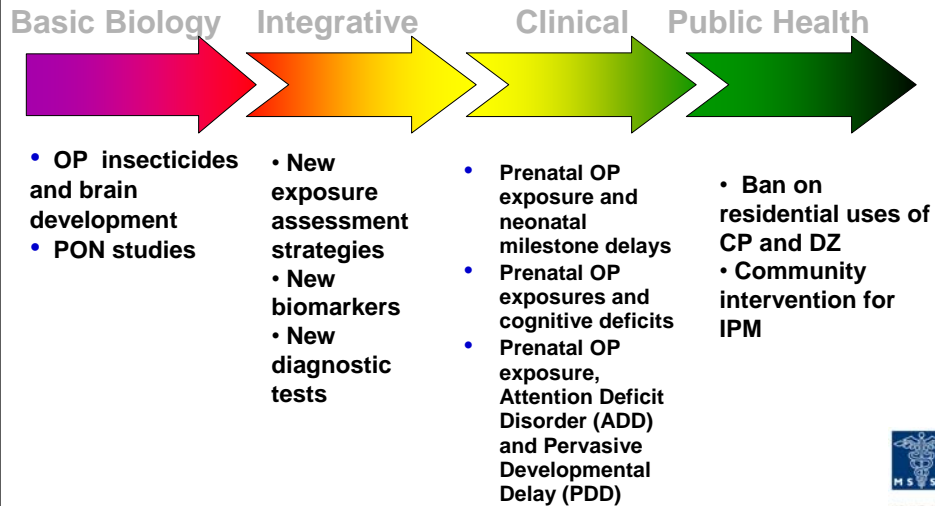 Basic Biology Integrative Clinical Public Health
• OP insecticides
and brain
development
• PON studies
• New
exposure
assessment
strategies
• New
biomarkers
• New
diagnostic
tests
• Prenatal OP
exposure and
neonatal
milestone delays
• Prenatal OP
exposures and
cognitive deficits
• Prenatal OP
exposure,
Attention Deficit
Disorder (ADD)
and Pervasive
Developmental
Delay (PDD)
• Ban on
residential uses of
CP and DZ
• Community
intervention for
IPM